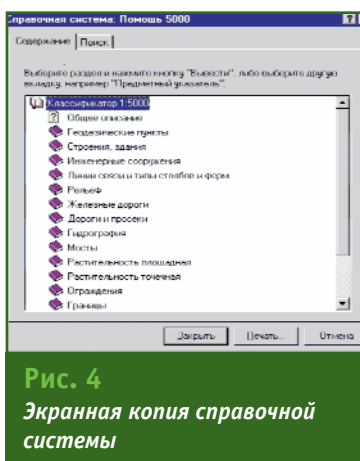 Справочная система: Помощь 5000
Содержание Поиск
Выберите раздел и нажмите кнопку "Вывести", либо выберите другую
вкладку, например "Предметный указатель".
Классификатор 1:5000
Общее описание
Геодезические пункты
Строения, здания
Инженерные сооружения
Линии связи и типы столбов и ферм
Рельеф
Железные дороги
Дороги и просеки
Гидрография
Мосты
Растительность площадная
Растительность точечная
Ограждения
Границы
Закрыть Печать... Отмена
Рис. 4
Экранная копия справочной
системы